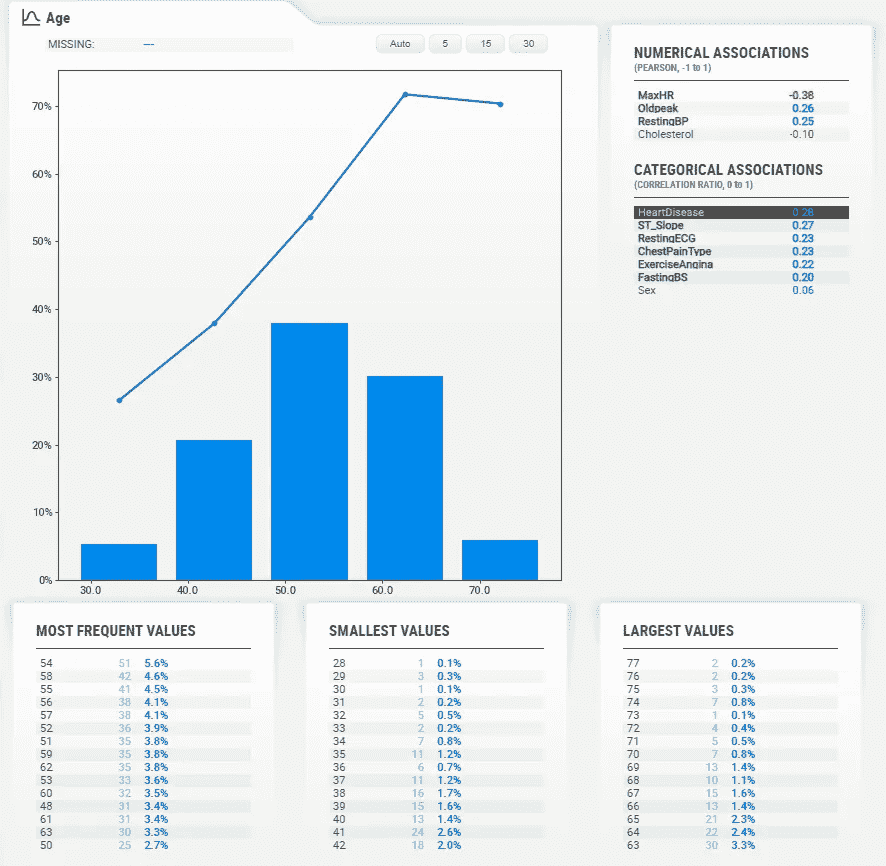 Age
MISSING: ---
Auto 5 15 30
70%
60%
50%
40%
30%
20%
10%
0%
30.0 40.0 50.0 60.0 70.0
NUMERICAL ASSOCIATIONS
(PEARSON, -1 to 1)
MaxHR -0.38
Oldpeak 0.26
RestingBP 0.25
Cholesterol -0.10
CATEGORICAL ASSOCIATIONS
(CORRELATION RATIO, 0 to 1)
HeartDisease 0.28
ST_Slope 0.27
RestingECG 0.23
ChestPainType 0.23
ExerciseAngina 0.22
FastingBS 0.20
Sex 0.06
MOST FREQUENT VALUES
54 51 5.6%
58 42 4.6%
55 41 4.5%
56 38 4.1%
57 38 4.1%
52 36 3.9%
51 35 3.8%
59 35 3.8%
62 35 3.8%
53 33 3.6%
60 32 3.5%
48 31 3.4%
61 31 3.4%
63 30 3.3%
50 25 2.7%
SMALLEST VALUES
28 1 0.1%
29 3 0.3%
30 1 0.1%
31 2 0.2%
32 5 0.5%
33 2 0.2%
34 7 0.8%
35 11 1.2%
36 6 0.7%
37 11 1.2%
38 16 1.7%
39 15 1.6%
40 13 1.4%
41 24 2.6%
42 18 2.0%
LARGEST VALUES
77 2 0.2%
76 2 0.2%
75 3 0.3%
74 7 0.8%
73 1 0.1%
72 4 0.4%
71 5 0.5%
70 7 0.8%
69 13 1.4%
68 10 1.1%
67 15 1.6%
66 13 1.4%
65 21 2.3%
64 22 2.4%
63 30 3.3%